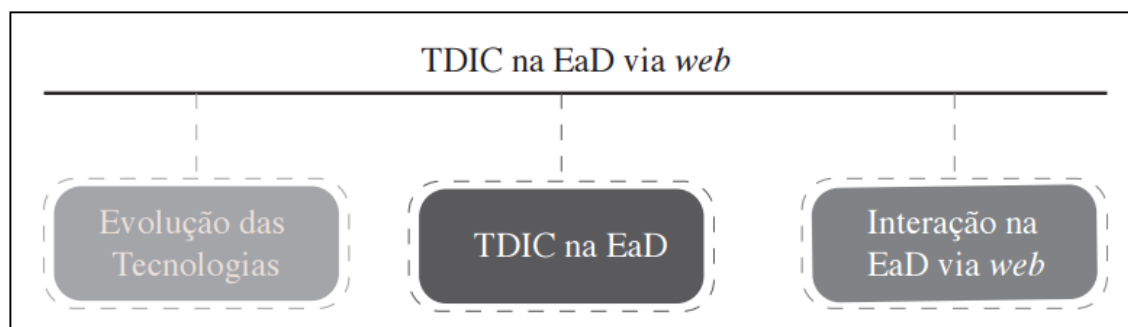 TDIC na EaD via web
Evolução das
Tecnologias
TDIC na EaD
Interação na
EaD via web